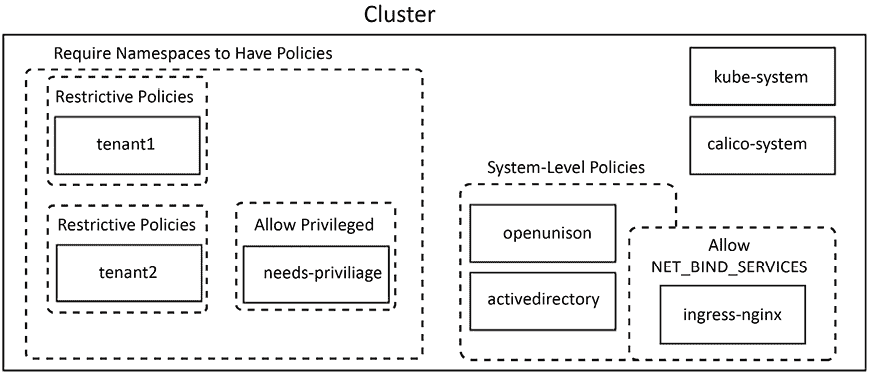 Cluster
Require Namespaces to Have Policies
Restrictive Policies
tenant1
Restrictive Policies
tenant2
Allow Privileged
needs-priviliage
System-Level Policies
openunison
activedirectory
Allow
NET_BIND_SERVICES
ingress-nginx
kube-system
calico-system